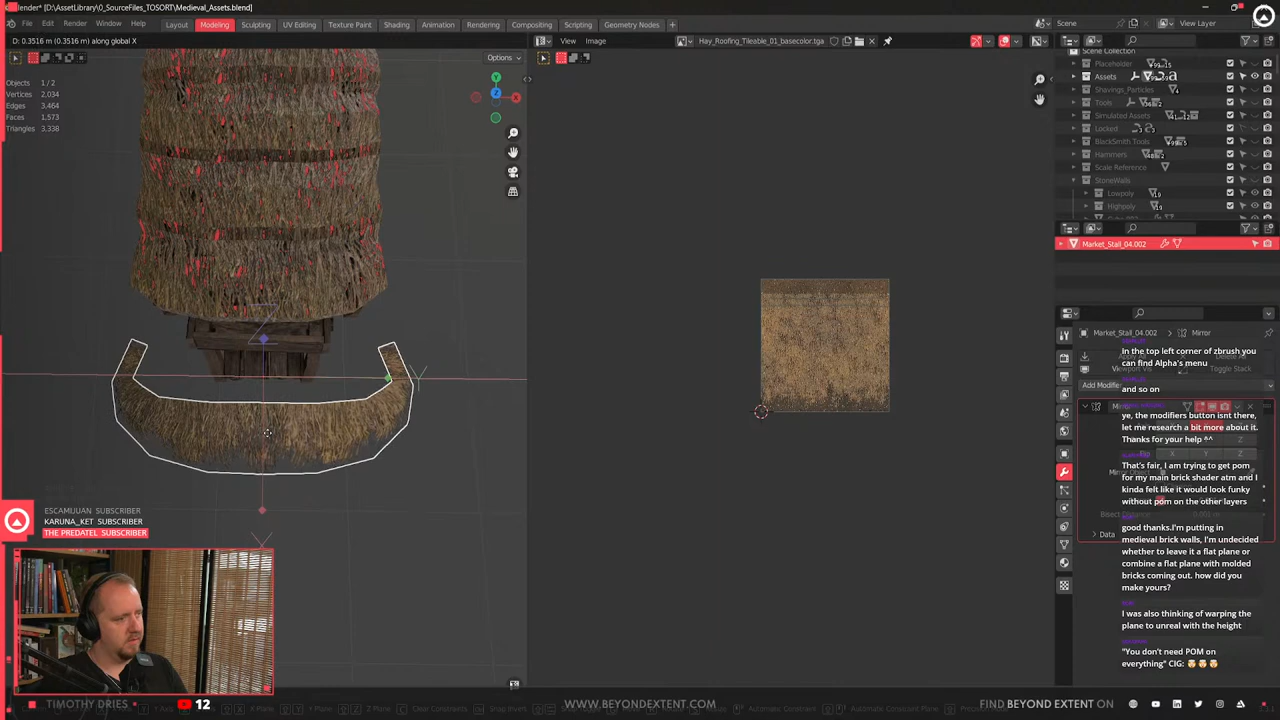 Blender* [D:\AssetLibrary\0_SourceFiles_TOSORT\Medieval_Assets.blend]
File Edit Render Window Help Layout Modeling Sculpting UV Editing Texture Paint Shading Animation Rendering Compositing Scripting Geometry Nodes + Scene View Layer
D: 0.3516 m (0.3516 m) along global X
View Image Hay_Roofing_Tileable_01_basecolor.tga
Options
Scene Collection
Placeholder
Assets
Shavings_Particles
Tools
Simulated Assets
Locked
BlackSmith Tools
Hammers
Scale Reference
StoneWalls
Lowpoly
Highpoly
Objects 1/2
Vertices 2,034
Edges 3,464
Faces 1,573
Triangles 3,338
Y
Z
X
Market_Stall_04.002
Market_Stall_04.002 > Mirror
in the top left corner of zbrush you
can find Alpha's menu
Toggle Stack
Add Modifie
and so on
ye, the modifiers button isnt there,
let me research a bit more about it.
Thanks for your help ^^
That's fair, I am trying to get pom
for my main brick shader atm and I
kinda felt like it would look funky
without pom on the other layers
good thanks.I'm putting in
medieval brick walls, I'm undecided
whether to leave it a flat plane or
combine a flat plane with molded
bricks coming out. how did you
make yours?
Data
I was also thinking of warping the
plane to unreal with the height
"You don't need POM on
everything" CIG:
ESCAMIJUAN SUBSCRIBER
KARUNA_KET SUBSCRIBER
THE PREDATEL SUBSCRIBER
TIMOTHY DRIES 12 WWW.BEYONDEXTENT.COM FIND BEYOND EXTENT ON